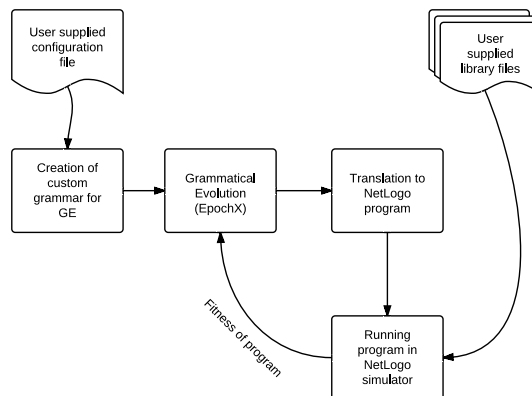 User supplied
configuration
file
User
supplied
library files
Creation of
custom
grammar for
GE
Grammatical
Evolution
(EpochX)
Translation to
NetLogo
program
Fitness of program
Running
program in
NetLogo
simulator